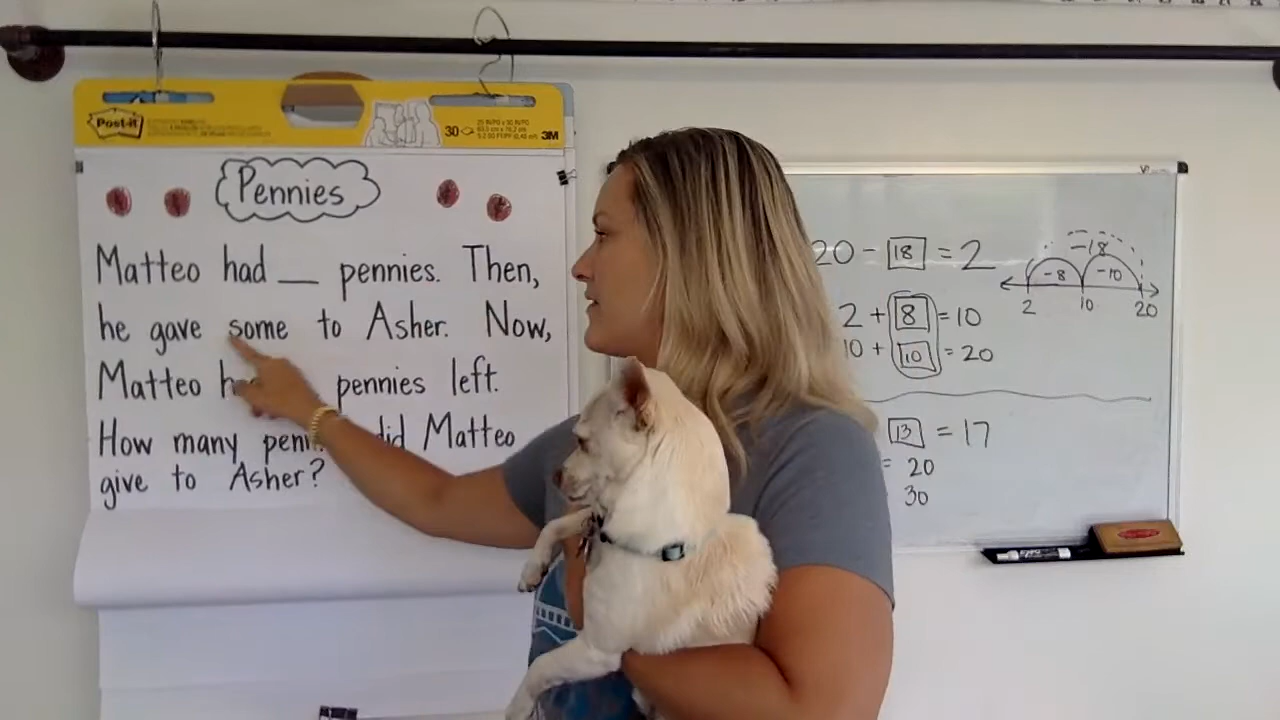 Post-it
30
3M
Pennies
Matteo had __ pennies. Then,
he gave some to Asher. Now,
Matteo pennies left.
How many did Matteo
give to Asher?
20 - 18 = 2
2 + 8 = 10
10 + 10 = 20
13 = 17
= 20
30
-18
-8 -10
2 10 20